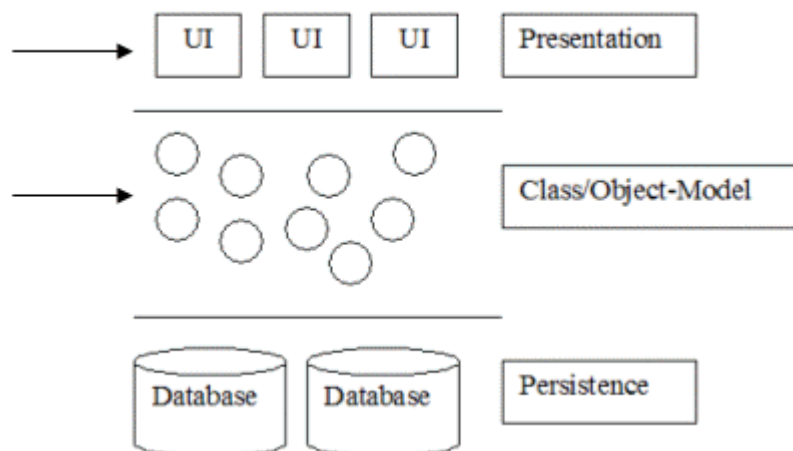 UI UI UI Presentation
Class/Object-Model
Database Database Persistence